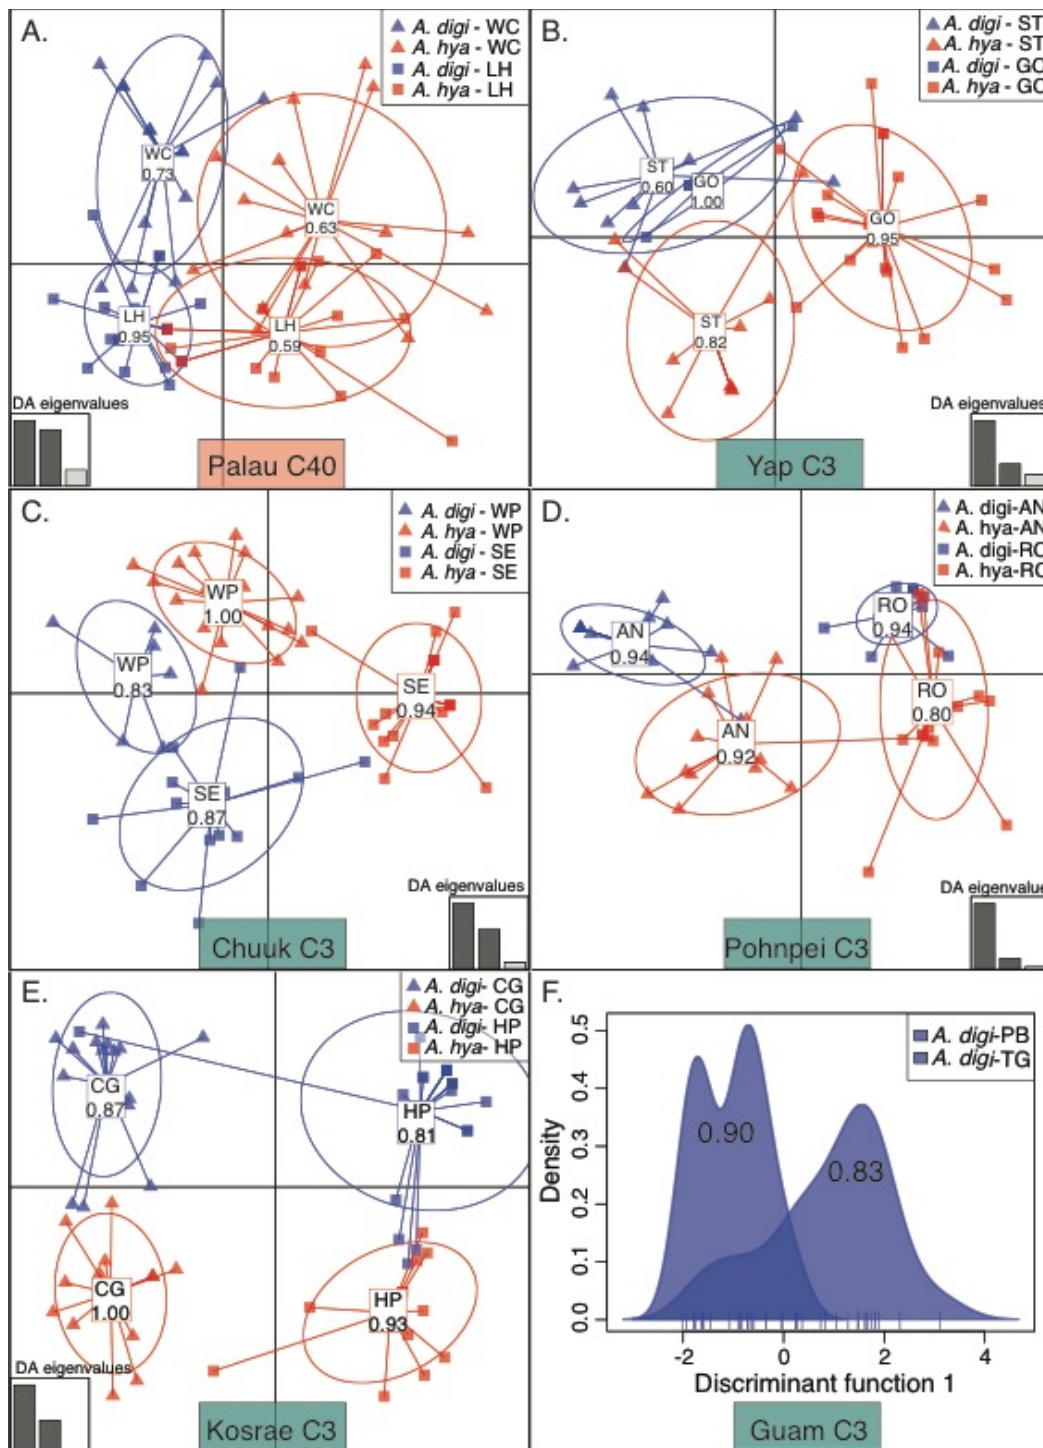 A.
A. digi - WC
A. hya - WC
A. digi - LH
A. hya - LH
WC
0.73
WC
0.63
LH
0.95
LH
0.59
DA eigenvalues
Palau C40
B.
A. digi - ST
A. hya - ST
A. digi - GO
A. hya - GO
ST
0.60
GO
1.00
GO
0.95
ST
0.82
DA eigenvalues
Yap C3
C.
A. digi - WP
A. hya - WP
A. digi - SE
A. hya - SE
WP
1.00
WP
0.83
SE
0.94
SE
0.87
DA eigenvalues
Chuuk C3
D.
A. digi-AN
A. hya-AN
A. digi-RO
A. hya-RO
RO
0.94
AN
0.94
RO
0.80
AN
0.92
DA eigenvalues
Pohnpei C3
E.
A. digi- CG
A. hya- CG
A. digi- HP
A. hya- HP
CG
0.87
HP
0.81
CG
1.00
HP
0.93
DA eigenvalues
Kosrae C3
F.
A. digi-PB
A. digi-TG
0.90
0.83
Density
0.5
0.4
0.3
0.2
0.1
0.0
-2 0 2 4
Discriminant function 1
Guam C3